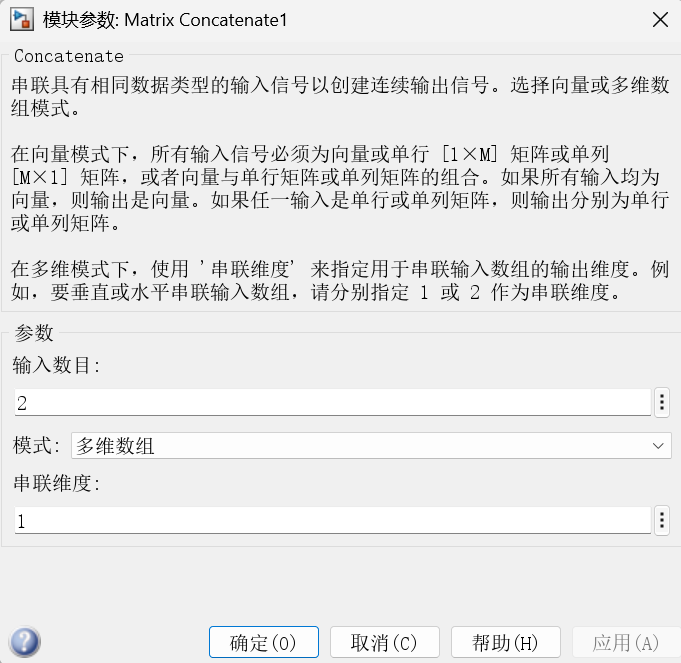 模块参数: Matrix Concatenate1
Concatenate
串联具有相同数据类型的输入信号以创建连续输出信号。选择向量或多维数
组模式。
在向量模式下，所有输入信号必须为向量或单行 [1×M] 矩阵或单列
[M×1] 矩阵，或者向量与单行矩阵或单列矩阵的组合。如果所有输入均为
向量，则输出是向量。如果任一输入是单行或单列矩阵，则输出分别为单行
或单列矩阵。
在多维模式下，使用 '串联维度' 来指定用于串联输入数组的输出维度。例
如，要垂直或水平串联输入数组，请分别指定 1 或 2 作为串联维度。
参数
输入数目:
2
模式: 多维数组
串联维度:
1
确定(O) 取消(C) 帮助(H) 应用(A)